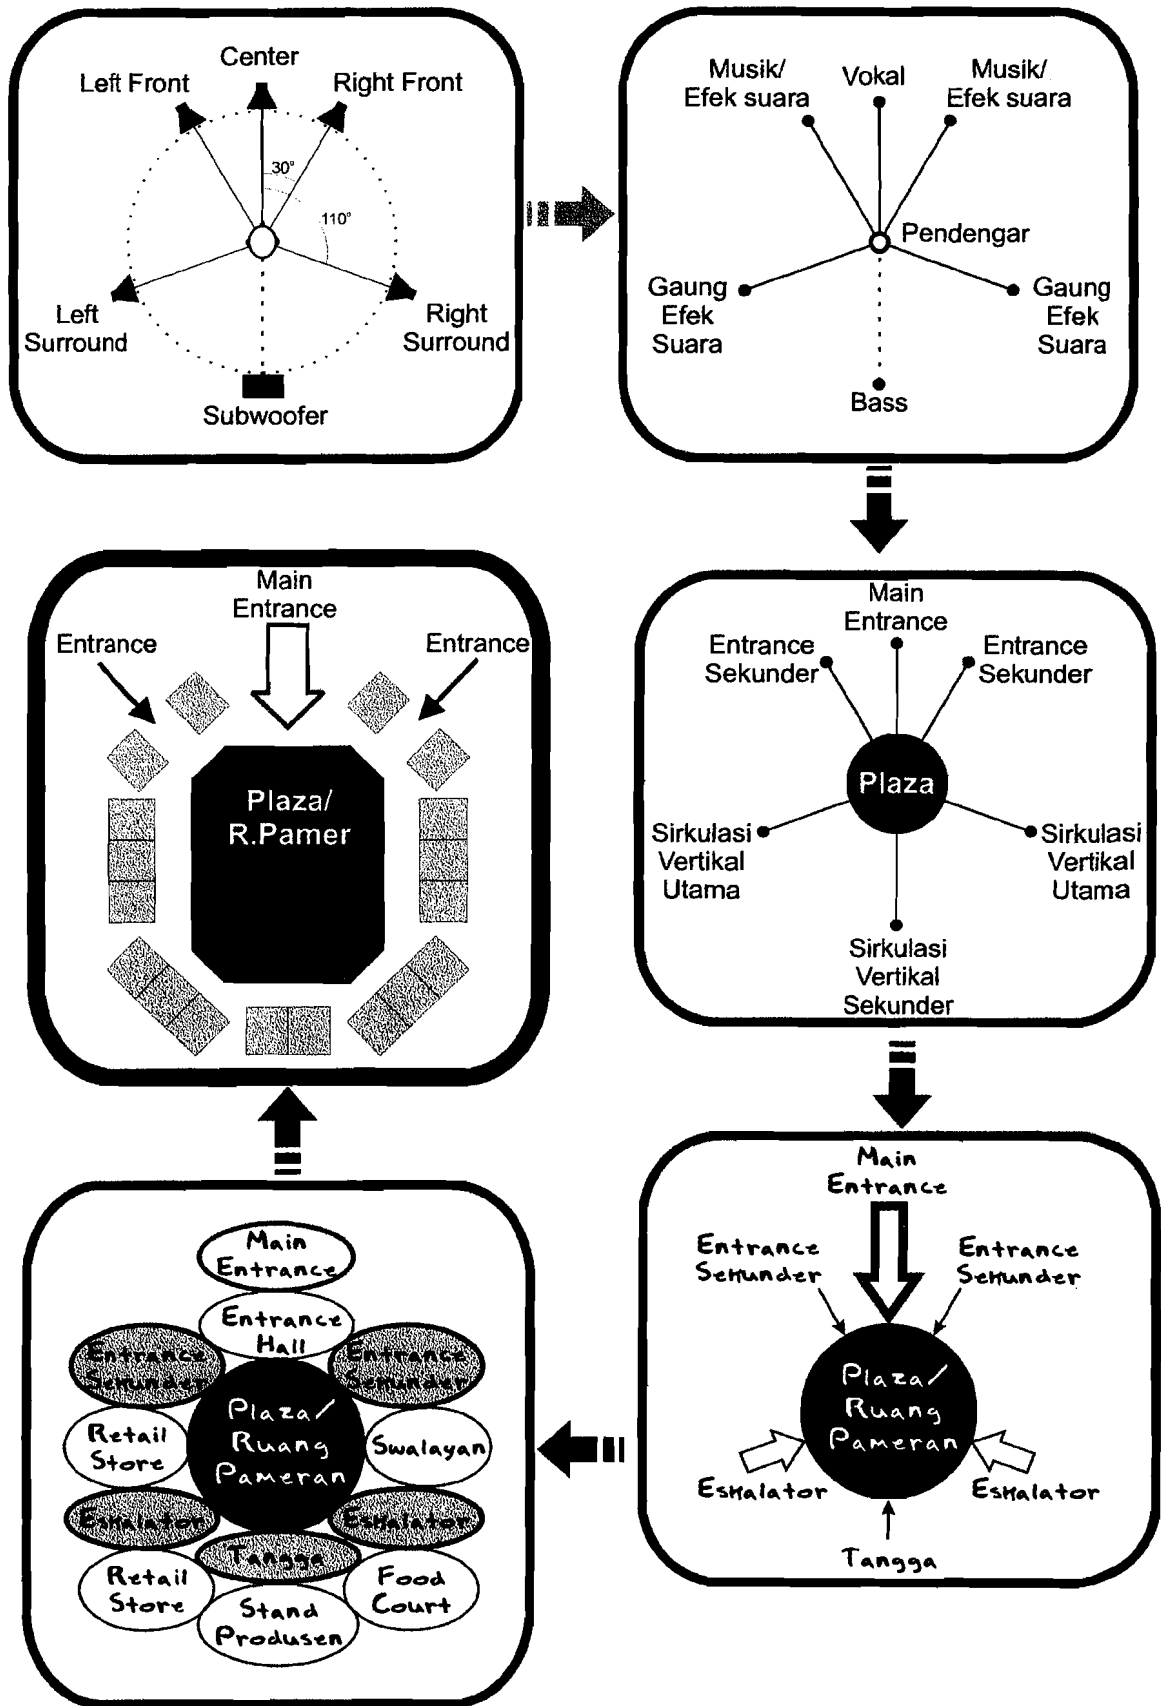 Center
Left Front
Right Front
30°
110°
Left
Surround
Right
Surround
Subwoofer
Musik/
Efek suara
Vokal
Musik/
Efek suara
Pendengar
Gaung
Efek
Suara
Gaung
Efek
Suara
Bass
Main
Entrance
Entrance
Sekunder
Entrance
Sekunder
Plaza
Sirkulasi
Vertikal
Utama
Sirkulasi
Vertikal
Utama
Sirkulasi
Vertikal
Sekunder
Main
Entrance
Entrance
Sekunder
Entrance
Sekunder
Plaza/
Ruang
Pameran
Eskalator
Eskalator
Tangga
Main
Entrance
Entrance
Hall
Entrance
Sekunder
Entrance
Sekunder
Plaza/
Ruang
Pameran
Retail
Store
Swalayan
Eskalator
Eskalator
Tangga
Retail
Store
Food
Court
Stand
Produsen
Main
Entrance
Entrance
Entrance
Plaza/
R.Pamer